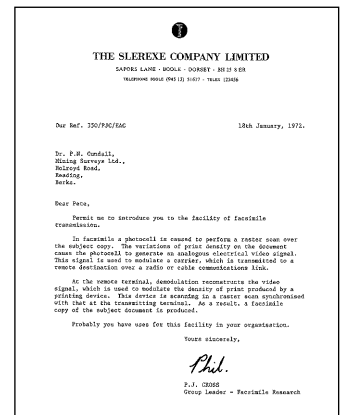 THE SLEREXE COMPANY LIMITED
SAPORS LANE - BOOLE - DORSET - BH 25 8 ER
TELEPHONE BOOLE (945 13) 51617 - TELEX 123456
Our Ref. 350/PJC/EAC 18th January, 1972.
Dr. P.N. Cundall,
Mining Surveys Ltd.,
Holroyd Road,
Reading,
Berks.
Dear Pete,
Permit me to introduce you to the facility of facsimile
transmission.
In facsimile a photocell is caused to perform a raster scan over
the subject copy. The variations of print density on the document
cause the photocell to generate an analogous electrical video signal.
This signal is used to modulate a carrier, which is transmitted to a
remote destination over a radio or cable communications link.
At the remote terminal, demodulation reconstructs the video
signal, which is used to modulate the density of print produced by a
printing device. This device is scanning in a raster scan synchronised
with that at the transmitting terminal. As a result, a facsimile
copy of the subject document is produced.
Probably you have uses for this facility in your organisation.
Yours sincerely,
Phil.
P.J. CROSS
Group Leader - Facsimile Research